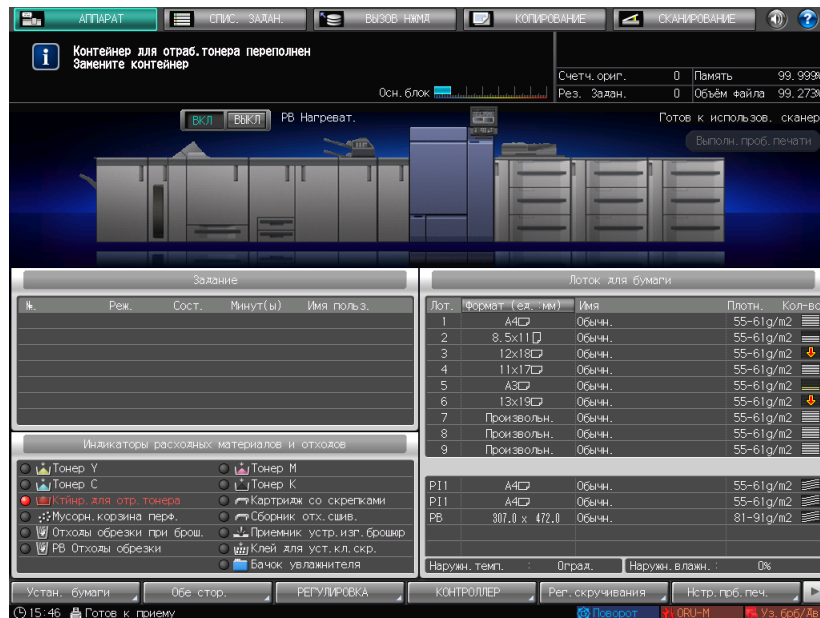 АППАРАТ
СПИС. ЗАДАН.
ВЫЗОВ НЖМД
КОПИРОВАНИЕ
СКАНИРОВАНИЕ
Контейнер для отраб.тонера переполнен
Замените контейнер
Осн.блок
Счетч.ориг. 0 Память 99.999%
Рез. Задан. 0 Объём файла 99.273%
ВКЛ ВЫКЛ PB Нагреват.
Готов к использов. сканер
Выполн.проб.печати
Задание
№. Реж. Сост. Минут(ы) Имя польз.
Лоток для бумаги
Лот. Формат (ед.:мм) Имя Плотн. Кол-во
1 A4 Обычн. 55-61g/m2
2 8.5x11 Обычн. 55-61g/m2
3 12x18 Обычн. 55-61g/m2
4 11x17 Обычн. 55-61g/m2
5 A3 Обычн. 55-61g/m2
6 13x19 Обычн. 55-61g/m2
7 Произвольн. Обычн. 55-61g/m2
8 Произвольн. Обычн. 55-61g/m2
9 Произвольн. Обычн. 55-61g/m2
PI1 A4 Обычн. 55-61g/m2
PI1 A4 Обычн. 55-61g/m2
PB 307.0 x 472.0 Обычн. 81-91g/m2
Наружн.темп. : 0град. Наружн.влажн.: 0%
Индикаторы расходных материалов и отходов
Тонер Y Тонер M
Тонер C Тонер K
Ктйнр.для отр.тонера Картридж со скрепками
Мусорн.корзина перф. Сборник отх.сшив.
Отходы обрезки при брош. Приемник устр.изг.брошюр
PB Отходы обрезки Клей для уст.кл.скр.
Бачок увлажнителя
Устан. бумаги
Обе стор.
РЕГУЛИРОВКА
КОНТРОЛЛЕР
Рег.скручивания
Нстр.прб.печ.
15:46 Готов к приему
Поворот ORU-M Уз.брб/Дв